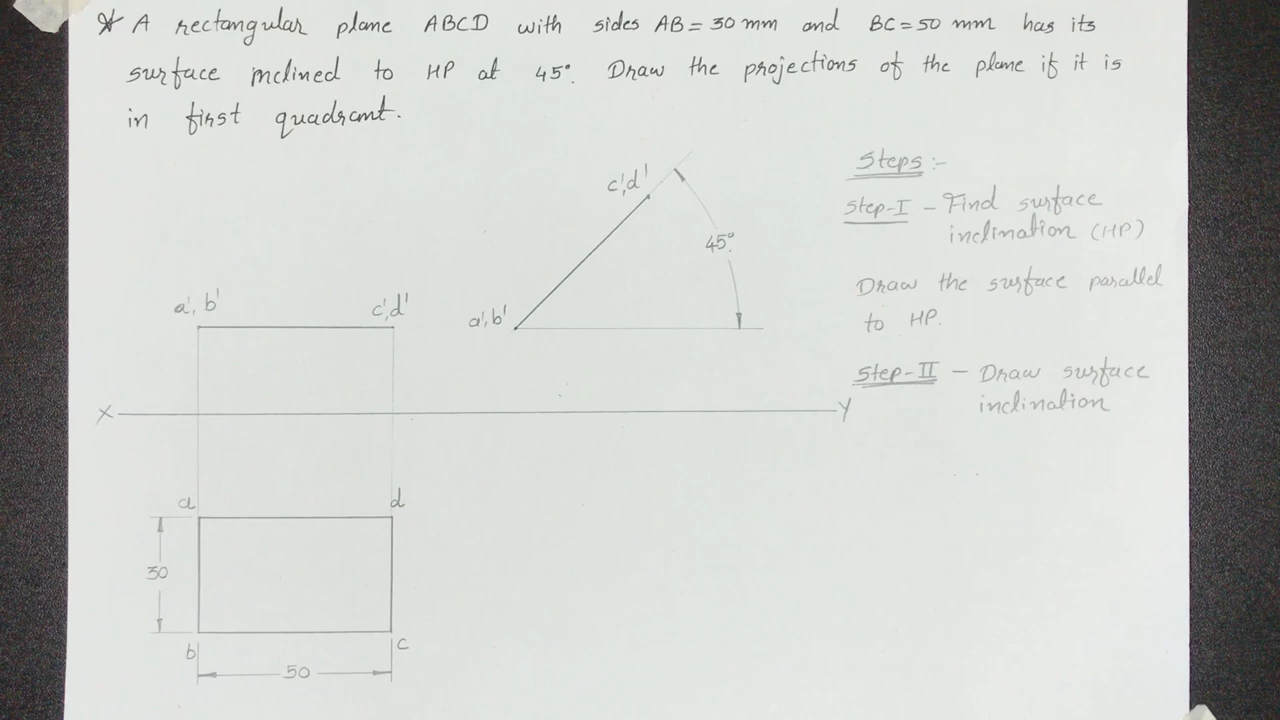 * A rectangular plane ABCD with sides AB = 30 mm and BC = 50 mm has its
surface inclined to HP at 45°. Draw the projections of the plane if it is
in first quadrant.
Steps :-
Step-I - Find surface
inclination (HP)
Draw the surface parallel
to HP.
Step-II - Draw surface
inclination
c',d'
45°
a',b'
a', b'
c',d'
X
Y
a
d
30
b
c
50